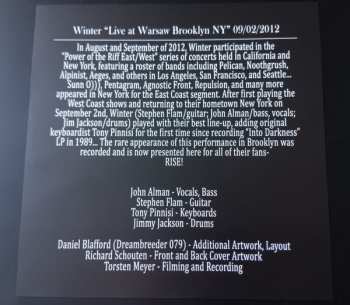 Winter “Live at Warsaw Brooklyn NY” 09/02/2012
In August and September of 2012, Winter participated in the
"Power of the Riff East/West" series of concerts held in California and
New York, featuring a roster of bands including Pelican, Noothgrush,
Alpinist, Aeges, and others in Los Angeles, San Francisco, and Seattle...
Sunn O))), Pentagram, Agnostic Front, Repulsion, and many more
appeared in New York for the East Coast segment. After first playing the
West Coast shows and returning to their hometown New York on
September 2nd, Winter (Stephen Flam/guitar; John Alman/bass, vocals;
Jim Jackson/drums) played with their best line-up, adding original
keyboardist Tony Pinnisi for the first time since recording "Into Darkness"
LP in 1989... The rare appearance of this performance in Brooklyn was
recorded and is now presented here for all of their fans-
RISE!
John Alman - Vocals, Bass
Stephen Flam - Guitar
Tony Pinnisi - Keyboards
Jimmy Jackson - Drums
Daniel Blafford (Dreambreeder 079) - Additional Artwork, Layout
Richard Schouten - Front and Back Cover Artwork
Torsten Meyer - Filming and Recording